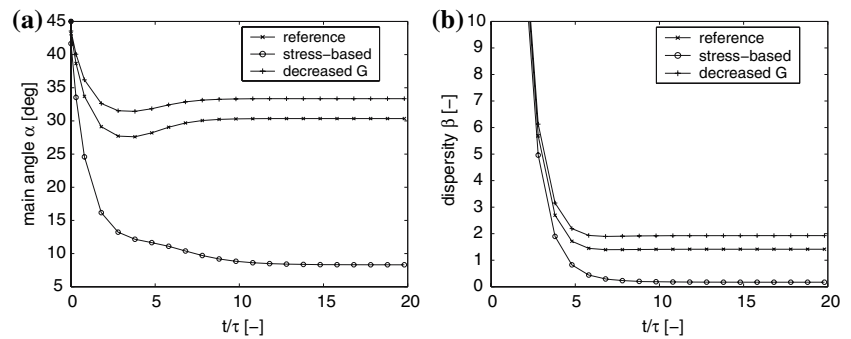 (a)
45
40
35
30
25
20
15
10
5
main angle α [deg]
0
5
10
15
20
t/τ [–]
reference
stress−based
decreased G
(b)
10
9
8
7
6
5
4
3
2
1
0
dispersity β [–]
0
5
10
15
20
t/τ [–]
reference
stress−based
decreased G